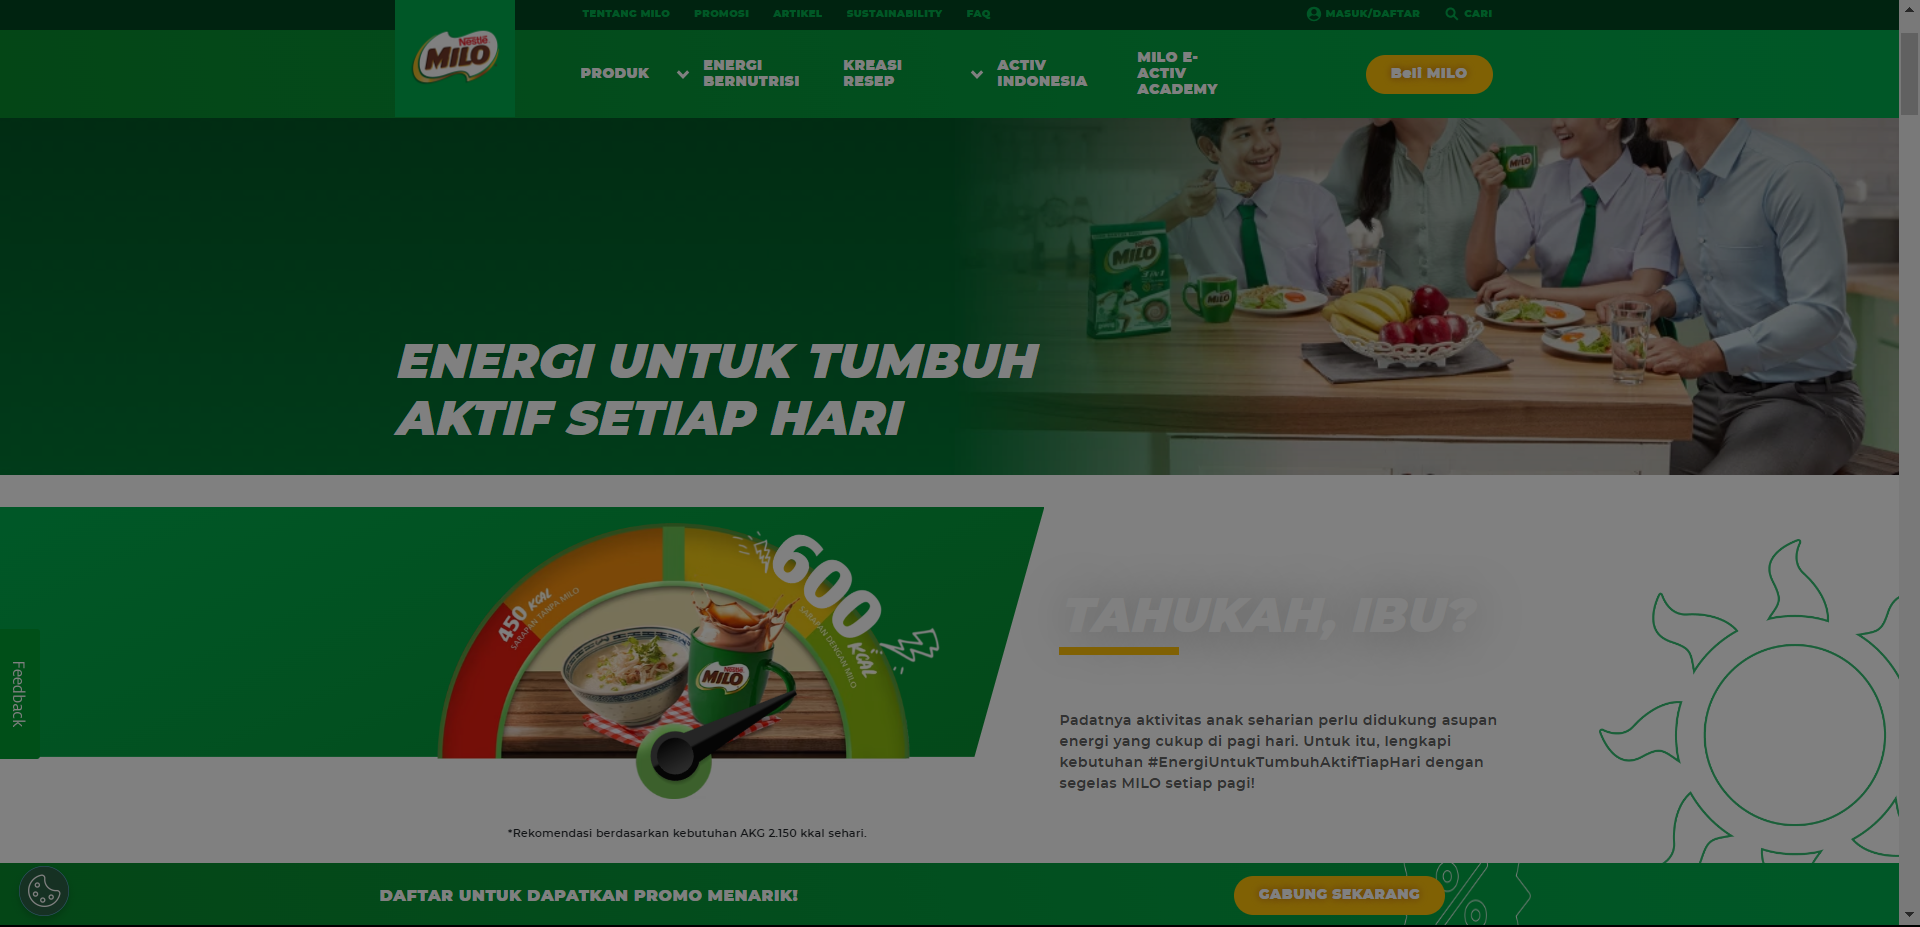 TENTANG MILO PROMOSI ARTIKEL SUSTAINABILITY FAQ
MASUK/DAFTAR CARI
Nestlé
MILO
PRODUK
ENERGI
BERNUTRISI
KREASI
RESEP
ACTIV
INDONESIA
MILO E-
ACTIV
ACADEMY
Beli MILO
MILO
MILO
MILO
ENERGI UNTUK TUMBUH
AKTIF SETIAP HARI
450 KCAL
SARAPAN TANPA MILO
600 KCAL
SARAPAN DENGAN MILO
Nestlé
MILO
TAHUKAH, IBU?
Padatnya aktivitas anak seharian perlu didukung asupan
energi yang cukup di pagi hari. Untuk itu, lengkapi
kebutuhan #EnergiUntukTumbuhAktifTiapHari dengan
segelas MILO setiap pagi!
*Rekomendasi berdasarkan kebutuhan AKG 2.150 kkal sehari.
Feedback
DAFTAR UNTUK DAPATKAN PROMO MENARIK!
GABUNG SEKARANG